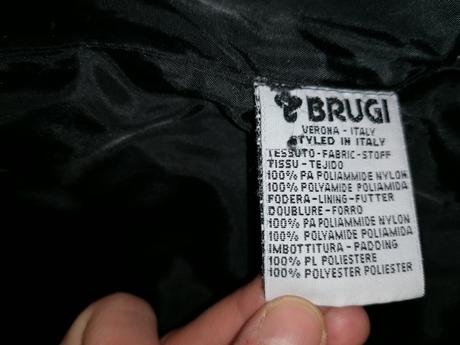 BRUGI
VERONA - ITALY
STYLED IN ITALY
TESSUTO - FABRIC - STOFF
TISSU - TEJIDO
100% PA POLIAMMIDE NYLON
100% POLYAMIDE POLIAMIDA
FODERA - LINING - FUTTER
DOUBLURE - FORRO
100% PA POLIAMMIDE NYLON
100% POLYAMIDE POLIAMIDA
IMBOTTITURA - PADDING
100% PL POLIESTERE
100% POLYESTER POLIESTER